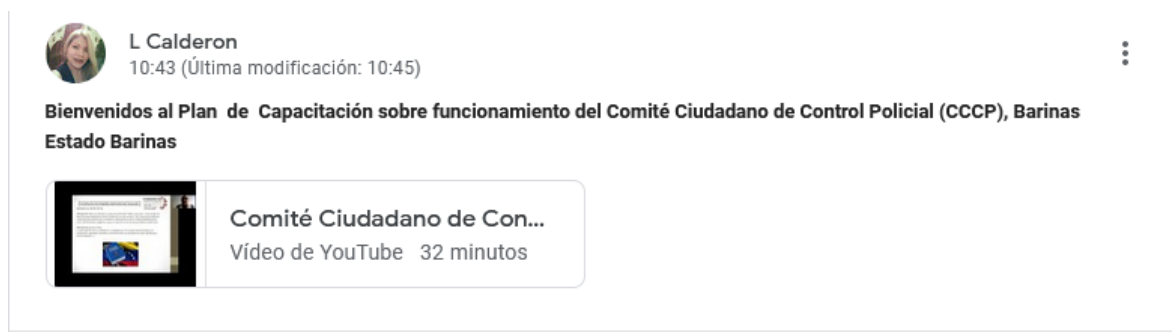 L Calderon
10:43 (Última modificación: 10:45)
Bienvenidos al Plan de Capacitación sobre funcionamiento del Comité Ciudadano de Control Policial (CCCP), Barinas
Estado Barinas
Comité Ciudadano de Con...
Vídeo de YouTube 32 minutos